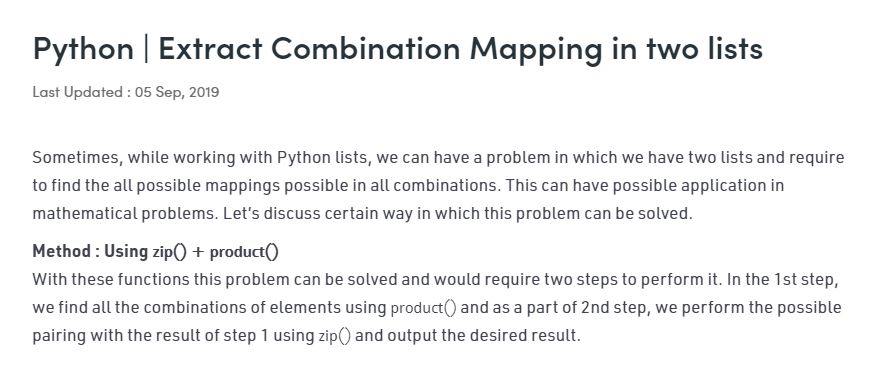 Python | Extract Combination Mapping in two lists
Last Updated : 05 Sep, 2019
Sometimes, while working with Python lists, we can have a problem in which we have two lists and require
to find the all possible mappings possible in all combinations. This can have possible application in
mathematical problems. Let’s discuss certain way in which this problem can be solved.
Method : Using zip() + product()
With these functions this problem can be solved and would require two steps to perform it. In the 1st step,
we find all the combinations of elements using product() and as a part of 2nd step, we perform the possible
pairing with the result of step 1 using zip() and output the desired result.